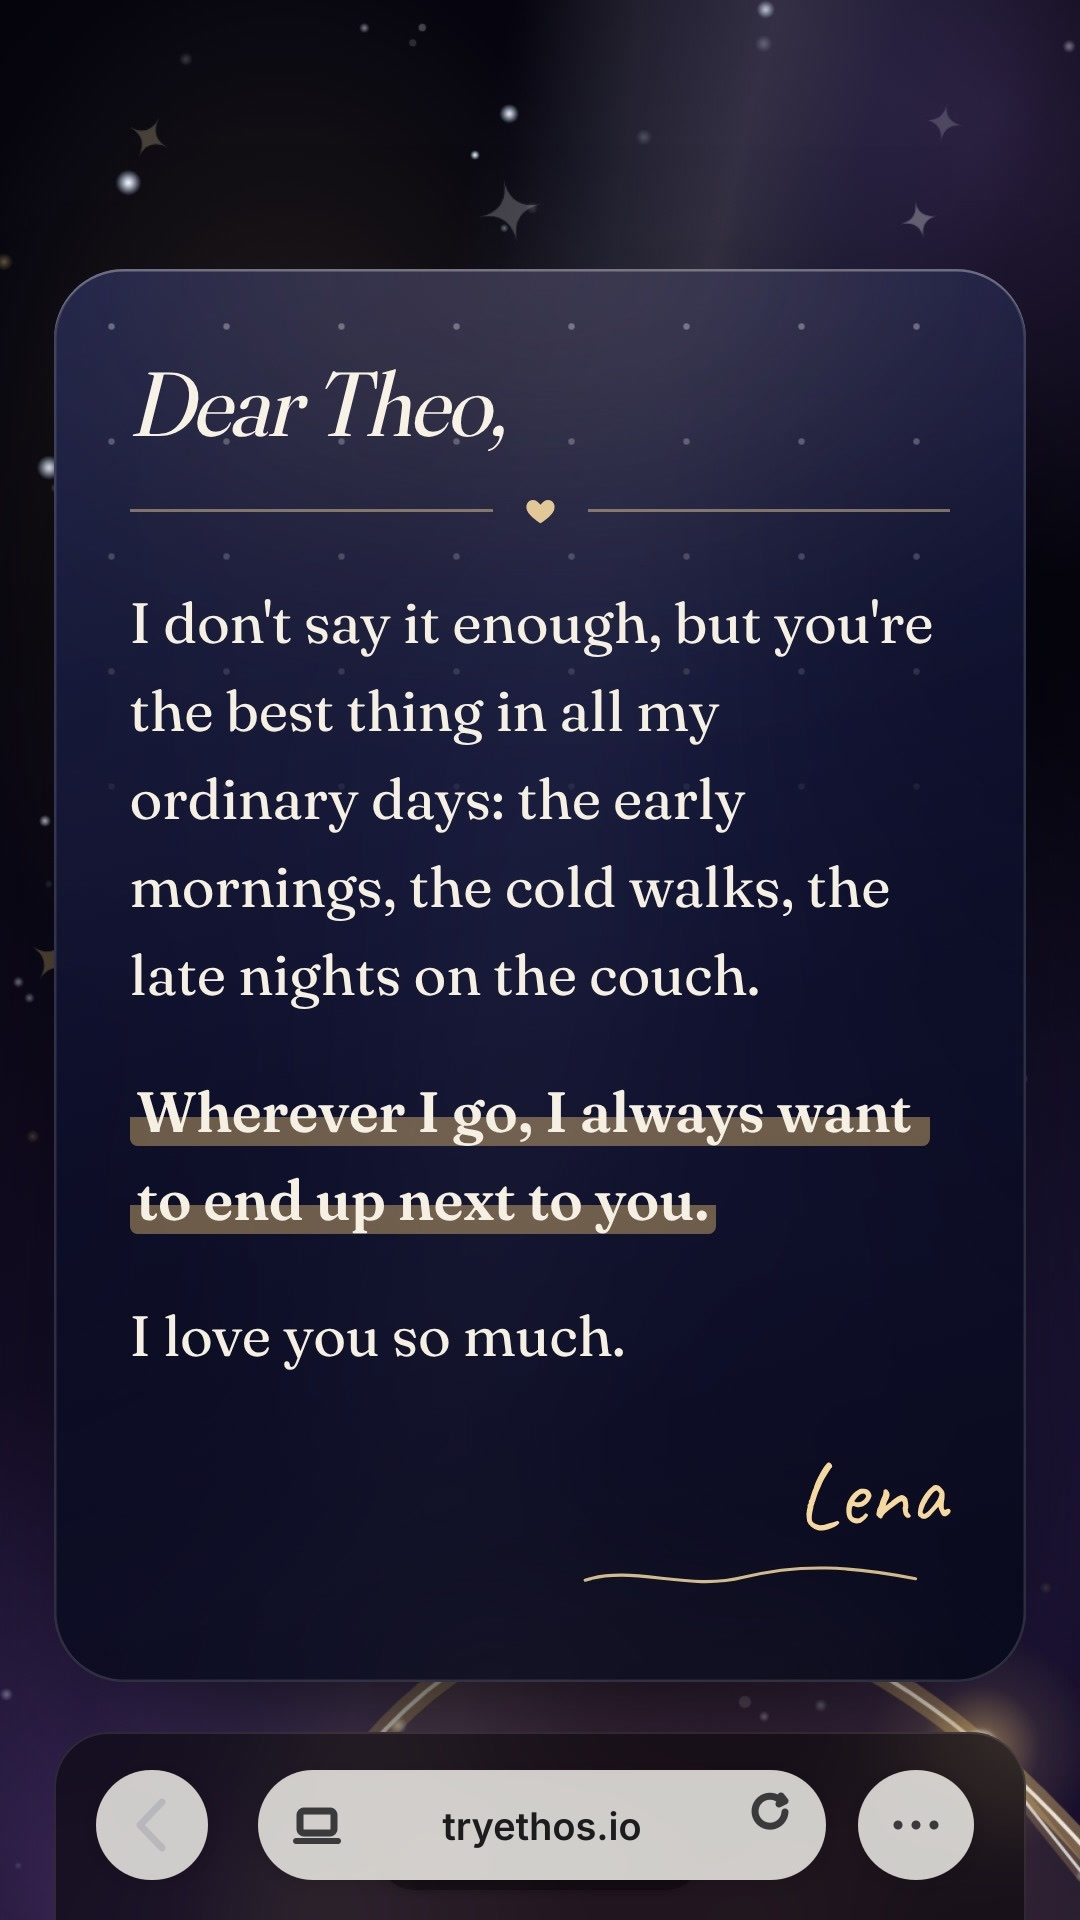 Dear Theo,
I don't say it enough, but you're
the best thing in all my
ordinary days: the early
mornings, the cold walks, the
late nights on the couch.
Wherever I go, I always want
to end up next to you.
I love you so much.
Lena
tryethos.io